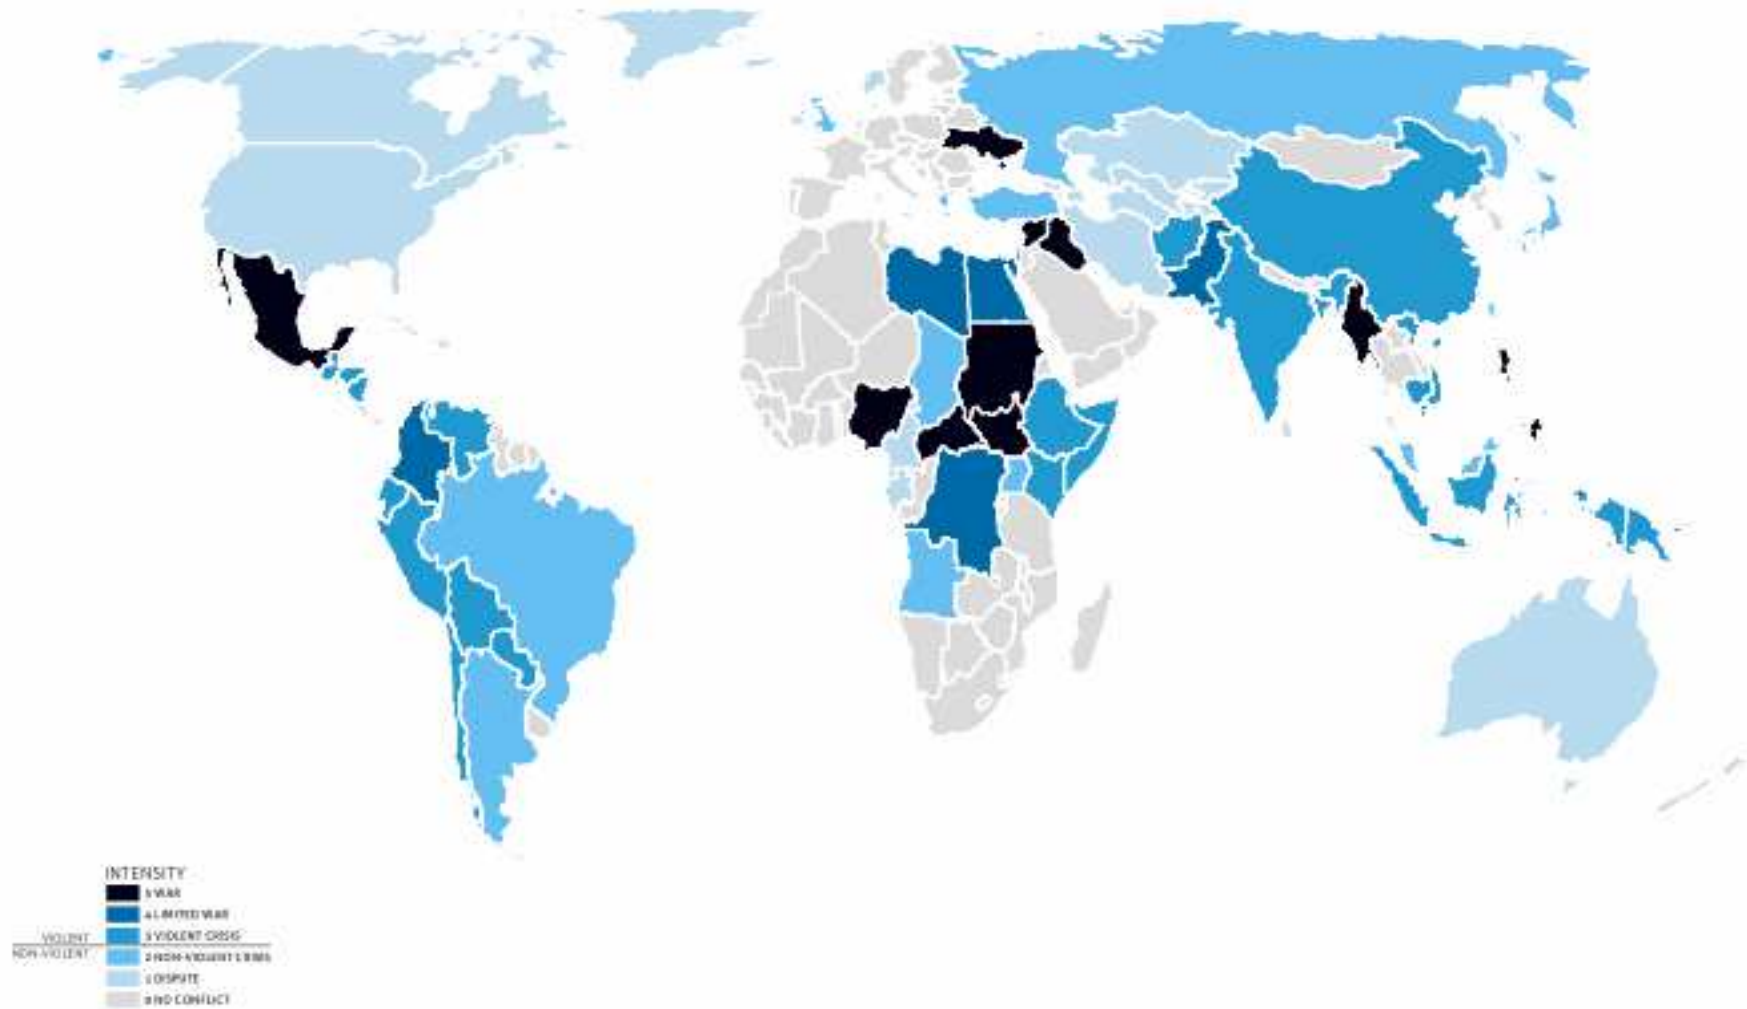 INTENSITY
5 WAR
4 LIMITED WAR
3 VIOLENT CRISIS
VIOLENT
NON-VIOLENT
2 NON-VIOLENT CRISIS
1 DISPUTE
0 NO CONFLICT